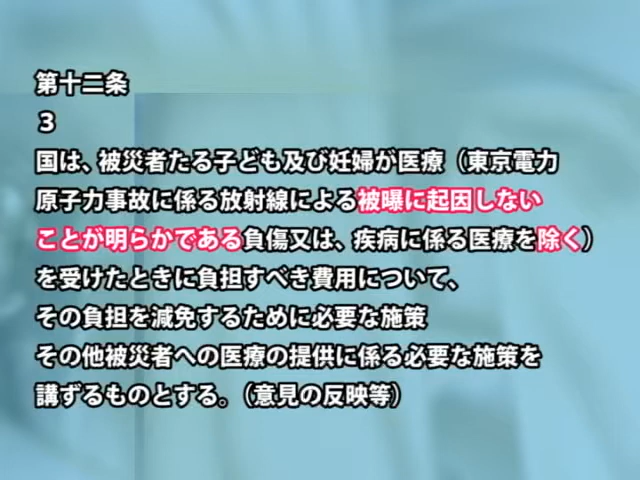 第十二条
３
国は、被災者たる子ども及び妊婦が医療（東京電力
原子力事故に係る放射線による被曝に起因しない
ことが明らかである負傷又は、疾病に係る医療を除く）
を受けたときに負担すべき費用について、
その負担を減免するために必要な施策
その他被災者への医療の提供に係る必要な施策を
講ずるものとする。（意見の反映等）